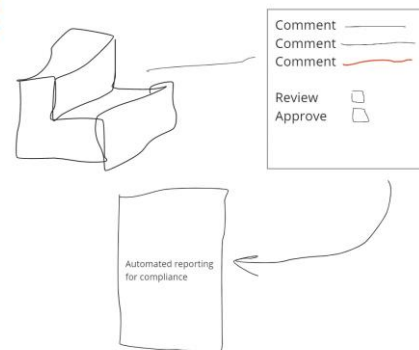 Comment
Comment
Comment
Review
Approve
Automated reporting
for compliance